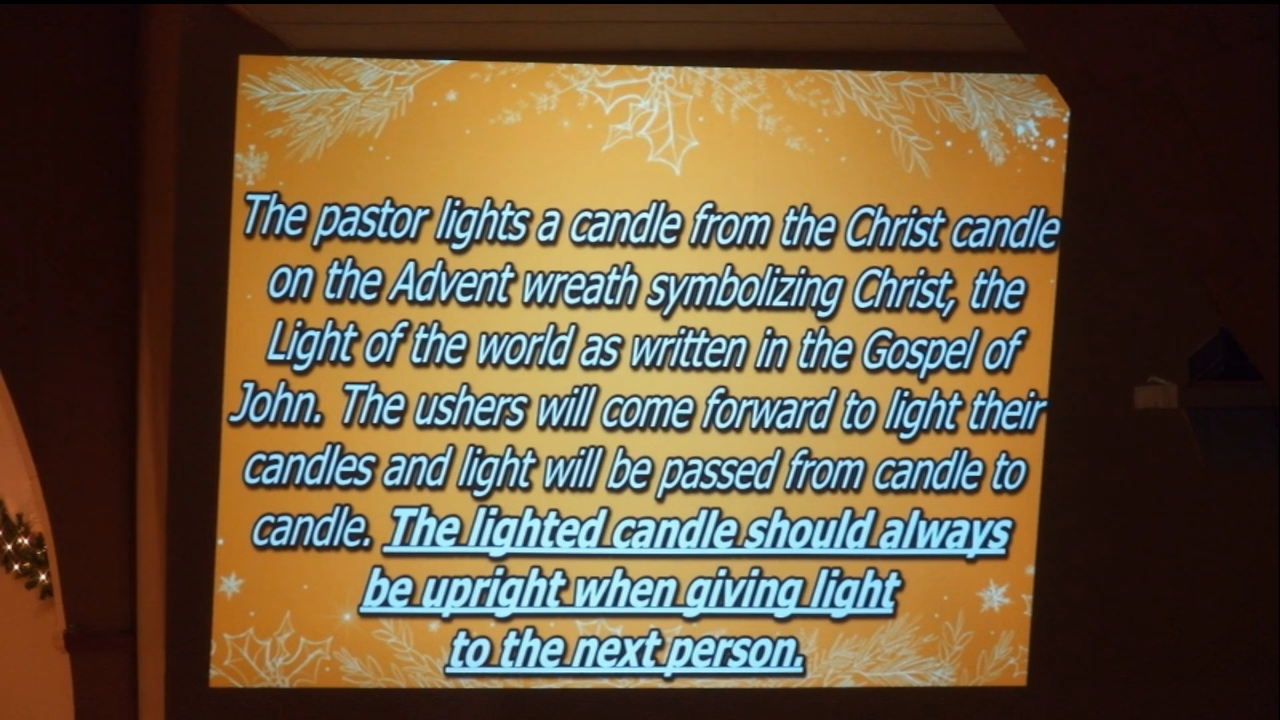 The pastor lights a candle from the Christ candle
on the Advent wreath symbolizing Christ, the
Light of the world as written in the Gospel of
John. The ushers will come forward to light their
candles and light will be passed from candle to
candle. The lighted candle should always
be upright when giving light
to the next person.